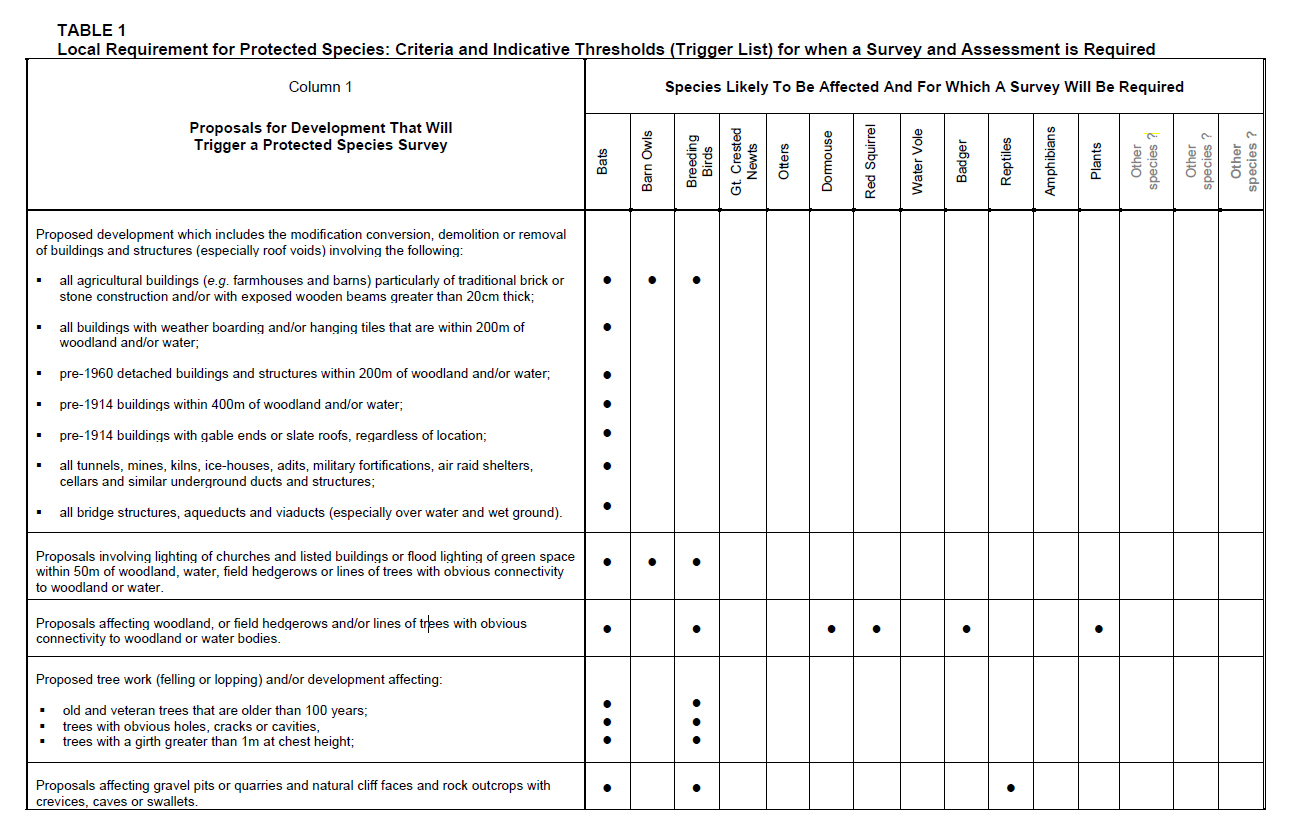 TABLE 1
Local Requirement for Protected Species: Criteria and Indicative Thresholds (Trigger List) for when a Survey and Assessment is Required
Column 1
Proposals for Development That Will
Trigger a Protected Species Survey
Species Likely To Be Affected And For Which A Survey Will Be Required
Bats
Barn Owls
Breeding
Birds
Gt. Crested
Newts
Otters
Dormouse
Red Squirrel
Water Vole
Badger
Reptiles
Amphibians
Plants
Other
species ?
Other
species ?
Other
species ?
Proposed development which includes the modification conversion, demolition or removal
of buildings and structures (especially roof voids) involving the following:
▪ all agricultural buildings (e.g. farmhouses and barns) particularly of traditional brick or
stone construction and/or with exposed wooden beams greater than 20cm thick;
● ● ●
▪ all buildings with weather boarding and/or hanging tiles that are within 200m of
woodland and/or water;
●
▪ pre-1960 detached buildings and structures within 200m of woodland and/or water;
●
▪ pre-1914 buildings within 400m of woodland and/or water;
●
▪ pre-1914 buildings with gable ends or slate roofs, regardless of location;
●
▪ all tunnels, mines, kilns, ice-houses, adits, military fortifications, air raid shelters,
cellars and similar underground ducts and structures;
●
▪ all bridge structures, aqueducts and viaducts (especially over water and wet ground).
●
Proposals involving lighting of churches and listed buildings or flood lighting of green space
within 50m of woodland, water, field hedgerows or lines of trees with obvious connectivity
to woodland or water.
● ● ●
Proposals affecting woodland, or field hedgerows and/or lines of trees with obvious
connectivity to woodland or water bodies.
● ● ● ● ● ●
Proposed tree work (felling or lopping) and/or development affecting:
▪ old and veteran trees that are older than 100 years;
● ●
▪ trees with obvious holes, cracks or cavities,
● ●
▪ trees with a girth greater than 1m at chest height;
● ●
Proposals affecting gravel pits or quarries and natural cliff faces and rock outcrops with
crevices, caves or swallets.
● ● ●